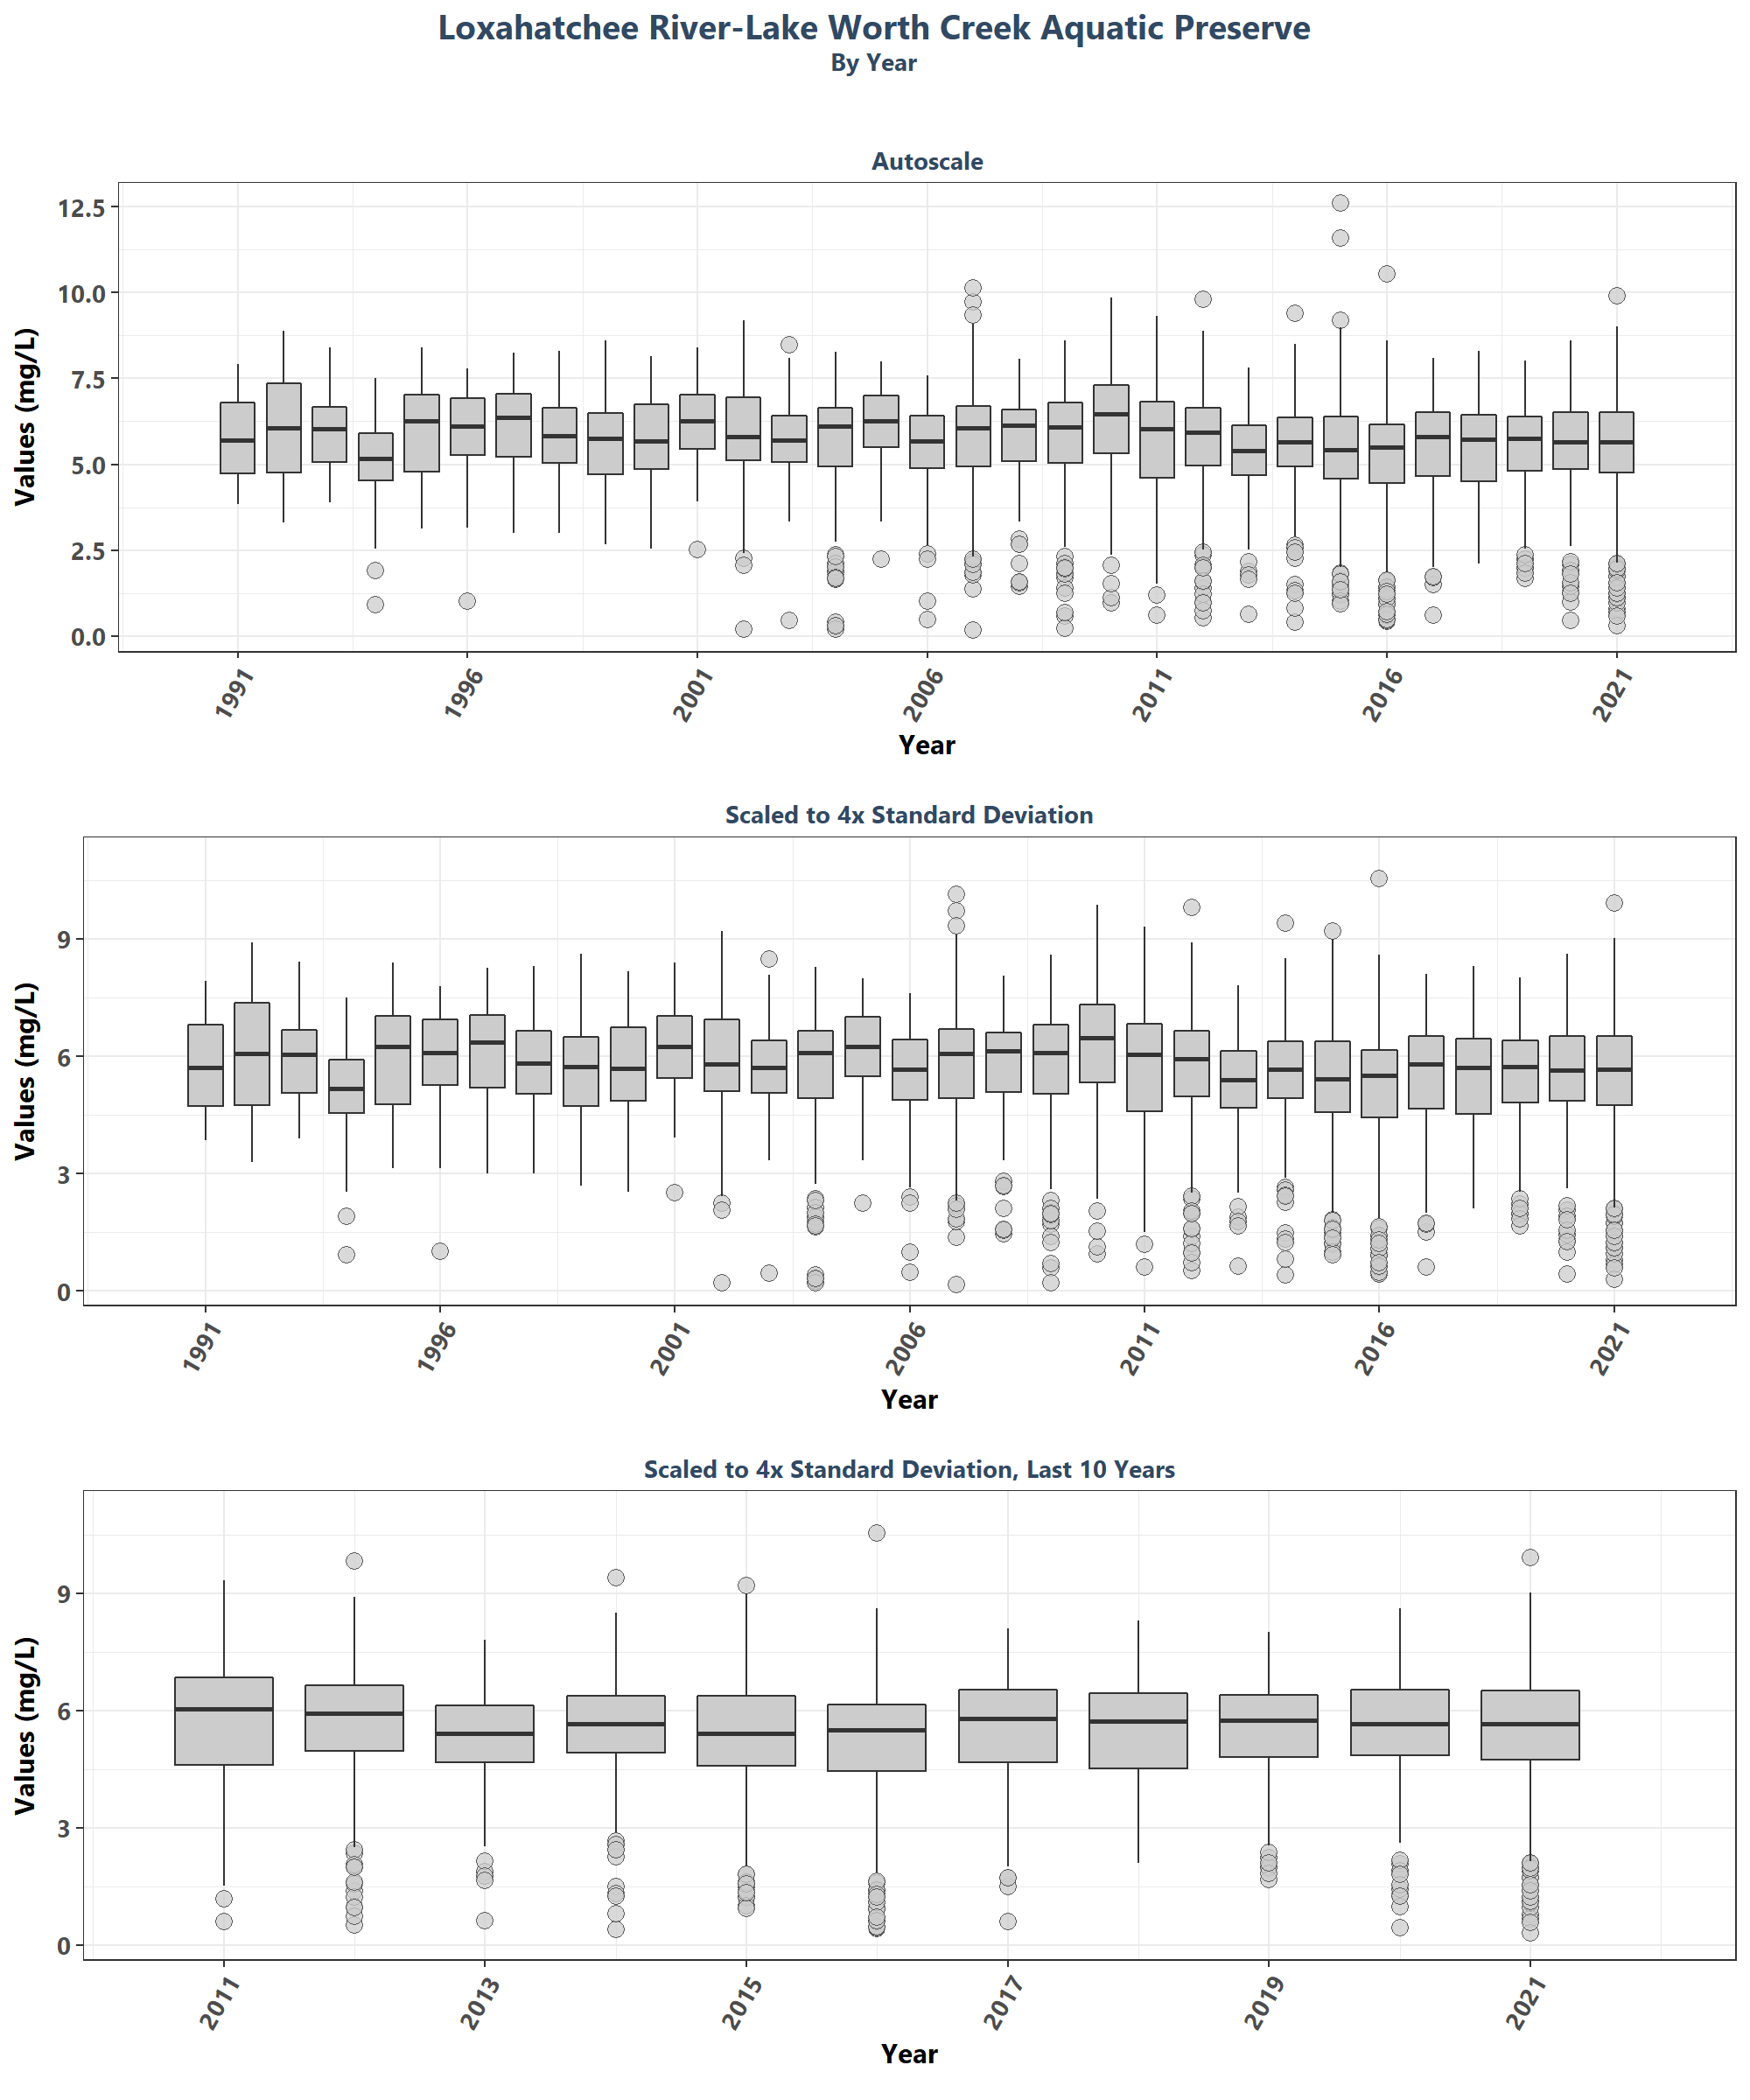 Loxahatchee River-Lake Worth Creek Aquatic Preserve
By Year
Autoscale
Values (mg/L)
12.5
10.0
7.5
5.0
2.5
0.0
1991 1996 2001 2006 2011 2016 2021
Year
Scaled to 4x Standard Deviation
Values (mg/L)
9
6
3
0
1991 1996 2001 2006 2011 2016 2021
Year
Scaled to 4x Standard Deviation, Last 10 Years
Values (mg/L)
9
6
3
0
2011 2013 2015 2017 2019 2021
Year